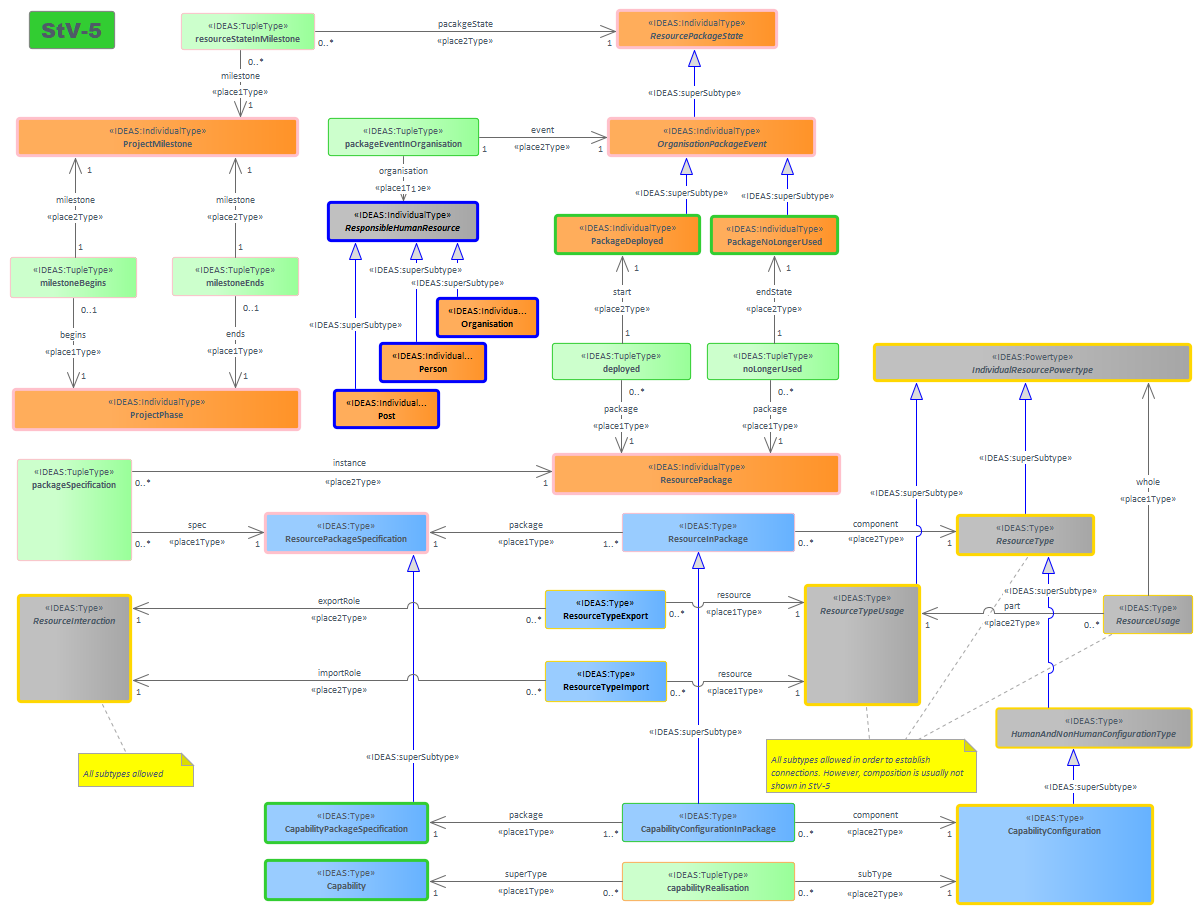 StV-5
«IDEAS:TupleType»
resourceStateInMilestone
0..*
pacakgeState
«place2Type»
1
«IDEAS:IndividualType»
ResourcePackageState
0..*
milestone
«place1Type»
1
«IDEAS:superSubtype»
«IDEAS:IndividualType»
ProjectMilestone
«IDEAS:TupleType»
packageEventInOrganisation
1
event
«place2Type»
1
«IDEAS:IndividualType»
OrganisationPackageEvent
1
milestone
«place2Type»
1
1
milestone
«place2Type»
1
organisation
«place1Type»
1
«IDEAS:IndividualType»
ResponsibleHumanResource
«IDEAS:superSubtype»
«IDEAS:superSubtype»
«IDEAS:IndividualType»
PackageDeployed
«IDEAS:IndividualType»
PackageNoLongerUsed
«IDEAS:TupleType»
milestoneBegins
«IDEAS:TupleType»
milestoneEnds
«IDEAS:superSubtype»
«IDEAS:superSubtype»
«IDEAS:superSubtype»
1
start
«place2Type»
1
1
endState
«place2Type»
1
0..1
begins
«place1Type»
1
0..1
ends
«place1Type»
1
«IDEAS:Individua...
Organisation
«IDEAS:Individua...
Person
«IDEAS:Individua...
Post
«IDEAS:TupleType»
deployed
«IDEAS:TupleType»
noLongerUsed
«IDEAS:Powertype»
IndividualResourcePowertype
«IDEAS:IndividualType»
ProjectPhase
0..*
package
«place1Type»
1
0..*
package
«place1Type»
1
«IDEAS:superSubtype»
«IDEAS:superSubtype»
whole
«place1Type»
«IDEAS:TupleType»
packageSpecification
0..*
instance
«place2Type»
1
«IDEAS:IndividualType»
ResourcePackage
0..*
spec
«place1Type»
1
«IDEAS:Type»
ResourcePackageSpecification
1
package
«place1Type»
1..*
«IDEAS:Type»
ResourceInPackage
0..*
component
«place2Type»
1
«IDEAS:Type»
ResourceType
«IDEAS:Type»
ResourceInteraction
1
exportRole
«place2Type»
0..*
«IDEAS:Type»
ResourceTypeExport
0..*
resource
«place1Type»
1
«IDEAS:Type»
ResourceTypeUsage
1
«IDEAS:superSubtype»
part
«place2Type»
0..*
«IDEAS:Type»
ResourceUsage
1
importRole
«place2Type»
0..*
«IDEAS:Type»
ResourceTypeImport
0..*
resource
«place1Type»
1
«IDEAS:superSubtype»
«IDEAS:superSubtype»
«IDEAS:Type»
HumanAndNonHumanConfigurationType
All subtypes allowed
All subtypes allowed in order to establish
connections. However, composition is usually not
shown in StV-5
«IDEAS:superSubtype»
«IDEAS:Type»
CapabilityPackageSpecification
1
package
«place1Type»
1..*
«IDEAS:Type»
CapabilityConfigurationInPackage
0..*
component
«place2Type»
1
«IDEAS:Type»
CapabilityConfiguration
«IDEAS:Type»
Capability
1
superType
«place1Type»
0..*
«IDEAS:TupleType»
capabilityRealisation
0..*
subType
«place2Type»
1